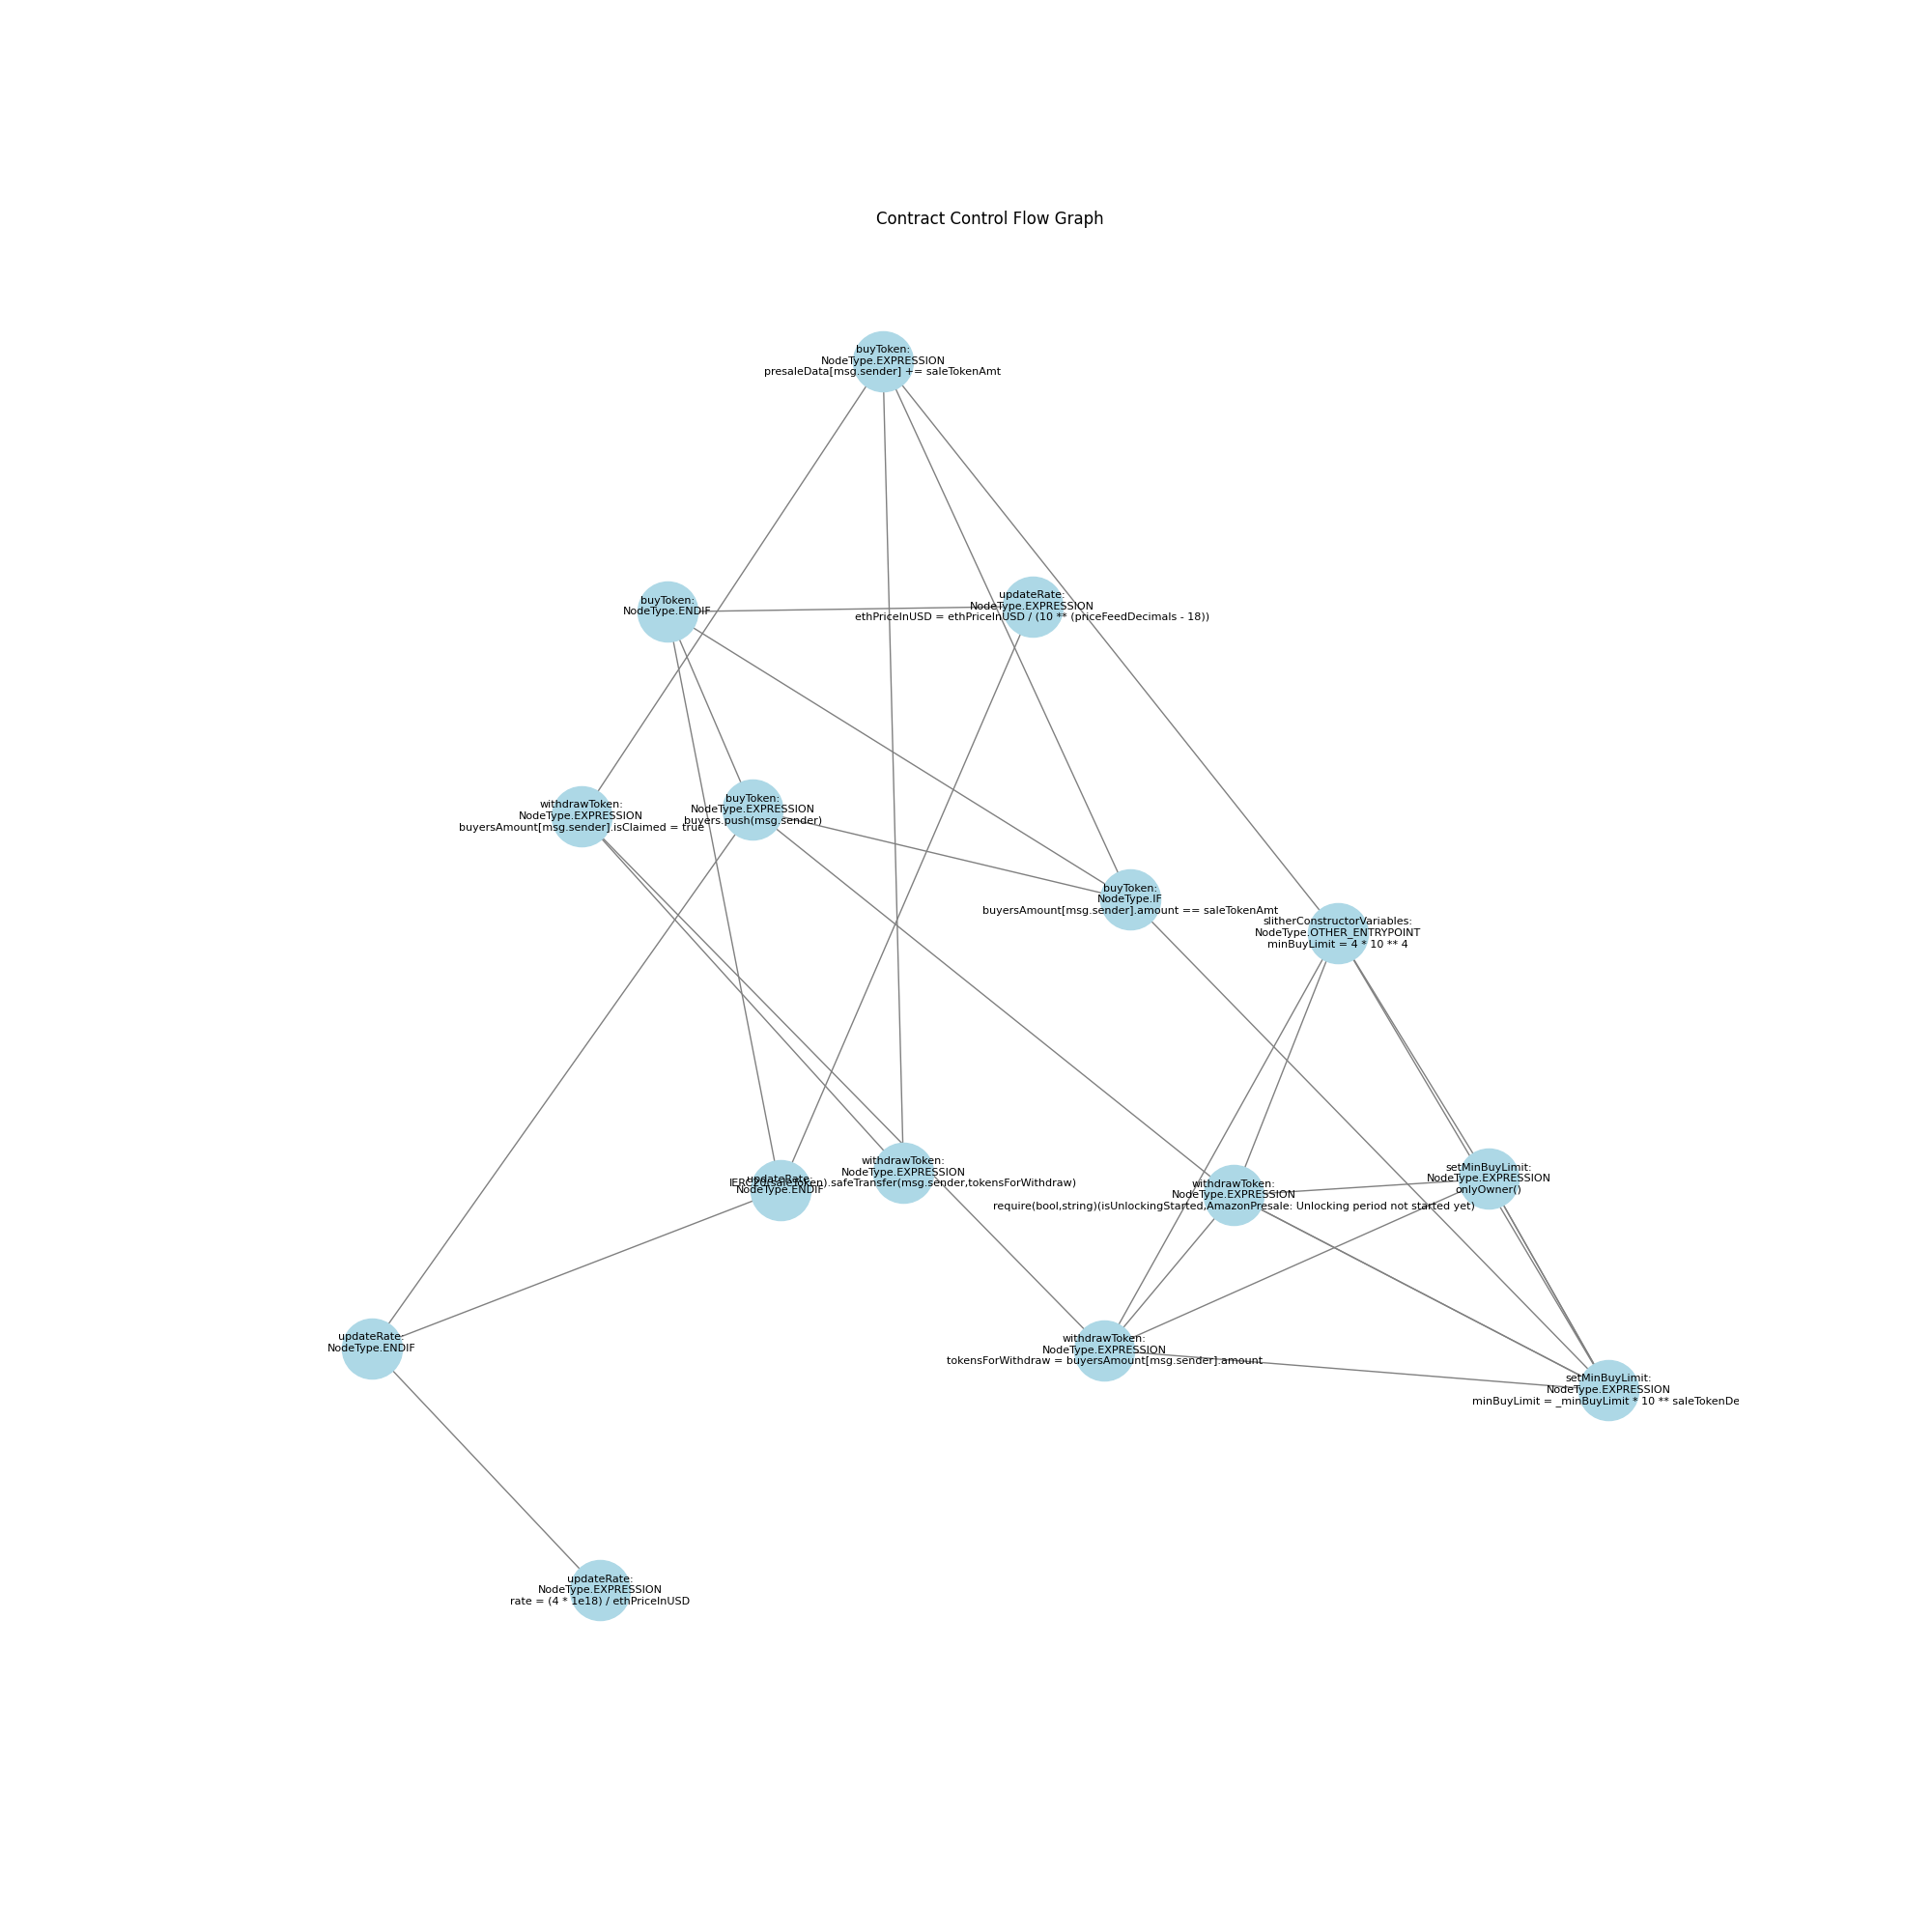 Contract Control Flow Graph
buyToken:
NodeType.EXPRESSION
presaleData[msg.sender] += saleTokenAmt
buyToken:
NodeType.ENDIF
updateRate:
NodeType.EXPRESSION
ethPriceInUSD = ethPriceInUSD / (10 ** (priceFeedDecimals - 18))
withdrawToken:
NodeType.EXPRESSION
buyersAmount[msg.sender].isClaimed = true
buyToken:
NodeType.EXPRESSION
buyers.push(msg.sender)
buyToken:
NodeType.IF
buyersAmount[msg.sender].amount == saleTokenAmt
slitherConstructorVariables:
NodeType.OTHER_ENTRYPOINT
minBuyLimit = 4 * 10 ** 4
updateRate:
NodeType.ENDIF
withdrawToken:
NodeType.EXPRESSION
IERC20(saleToken).safeTransfer(msg.sender,tokensForWithdraw)
withdrawToken:
NodeType.EXPRESSION
require(bool,string)(isUnlockingStarted,AmazonPresale: Unlocking period not started yet)
setMinBuyLimit:
NodeType.EXPRESSION
onlyOwner()
updateRate:
NodeType.ENDIF
withdrawToken:
NodeType.EXPRESSION
tokensForWithdraw = buyersAmount[msg.sender].amount
setMinBuyLimit:
NodeType.EXPRESSION
minBuyLimit = _minBuyLimit * 10 ** saleTokenDe
updateRate:
NodeType.EXPRESSION
rate = (4 * 1e18) / ethPriceInUSD